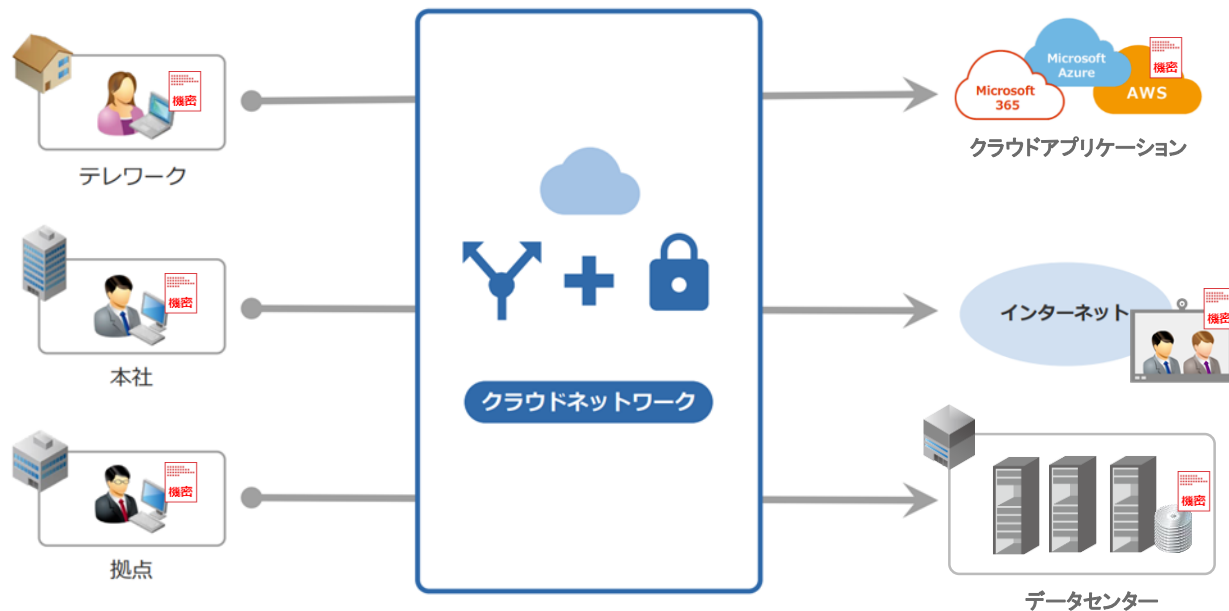 機密
テレワーク
機密
本社
機密
拠点
クラウドネットワーク
Microsoft
Azure
機密
Microsoft
365
AWS
クラウドアプリケーション
インターネット
機密
機密
データセンター